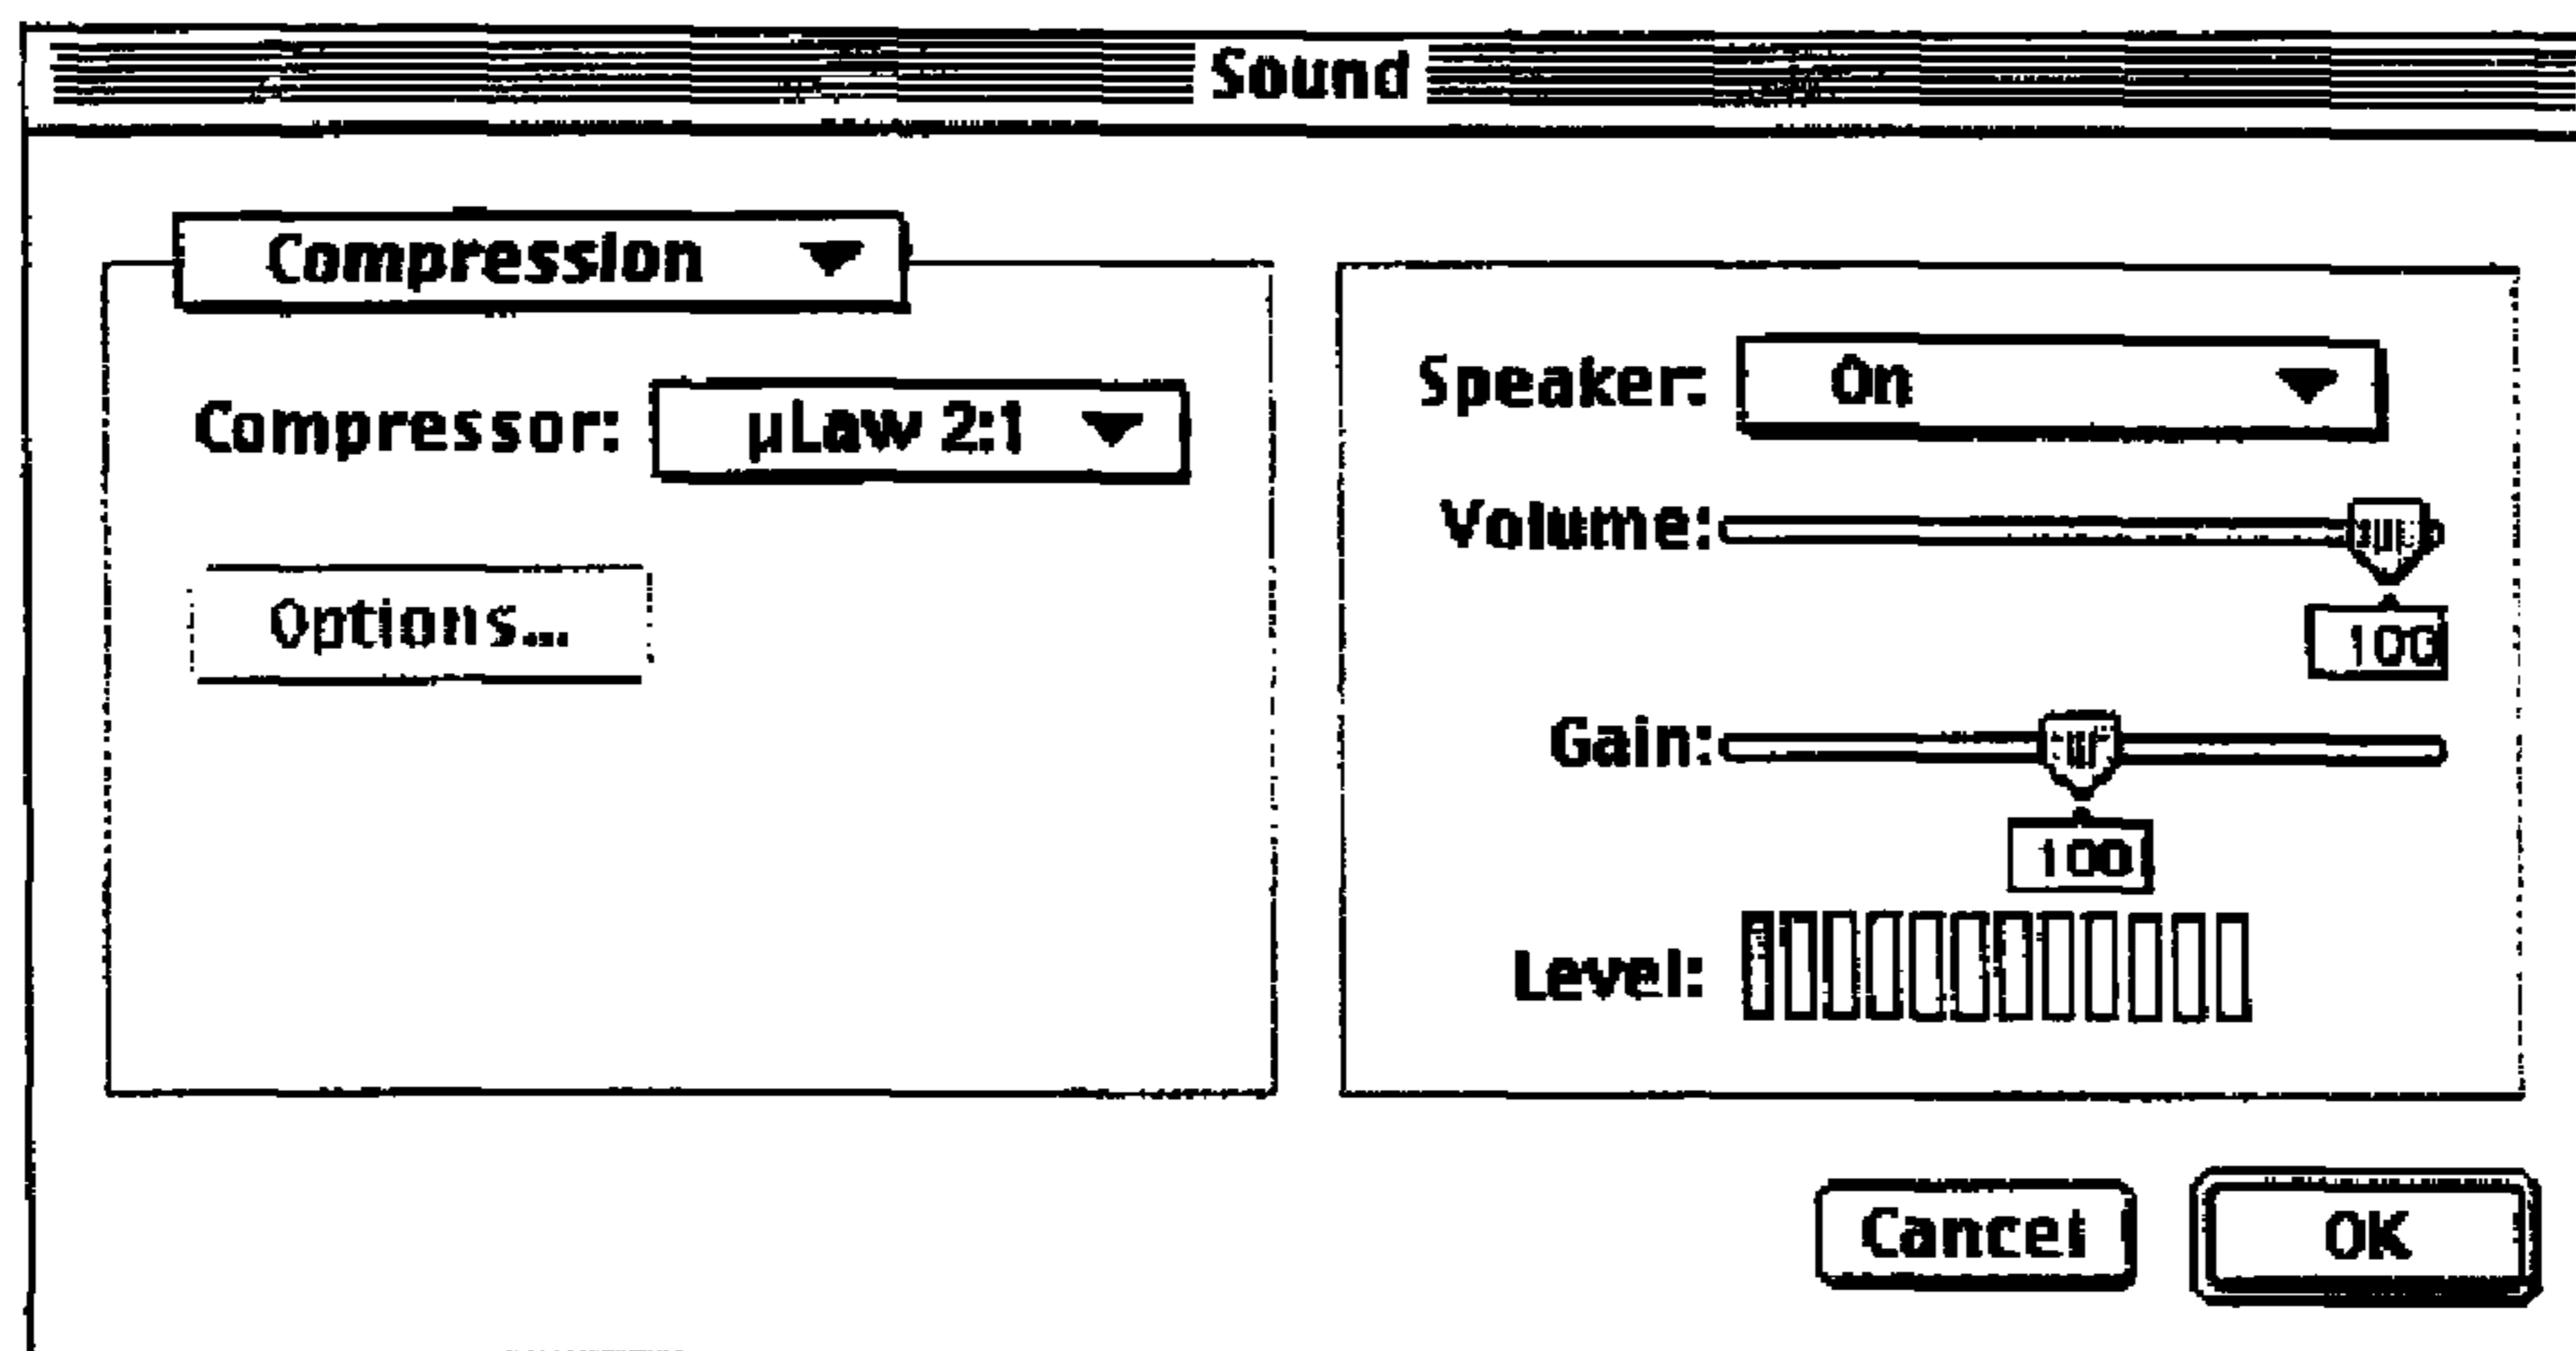 Sound
Compression
Compressor: µLaw 2:1
Options...
Speaker: On
Volume:
100
Gain:
100
Level:
Cancel OK